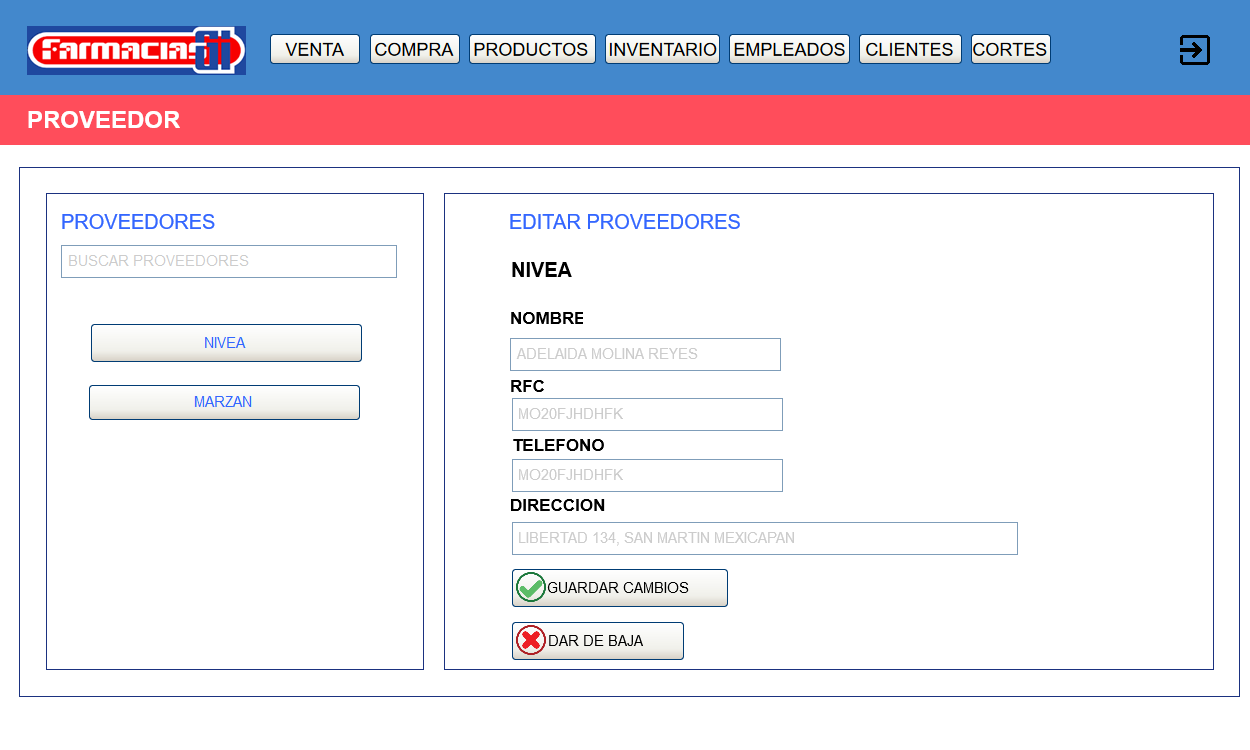 Farmacias SI
VENTA COMPRA PRODUCTOS INVENTARIO EMPLEADOS CLIENTES CORTES
PROVEEDOR
PROVEEDORES
BUSCAR PROVEEDORES
NIVEA
MARZAN
EDITAR PROVEEDORES
NIVEA
NOMBRE
ADELAIDA MOLINA REYES
RFC
MO20FJHDHFK
TELEFONO
MO20FJHDHFK
DIRECCION
LIBERTAD 134, SAN MARTIN MEXICAPAN
GUARDAR CAMBIOS
DAR DE BAJA